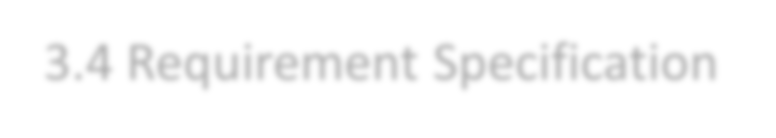 3.4 Requirement Specification